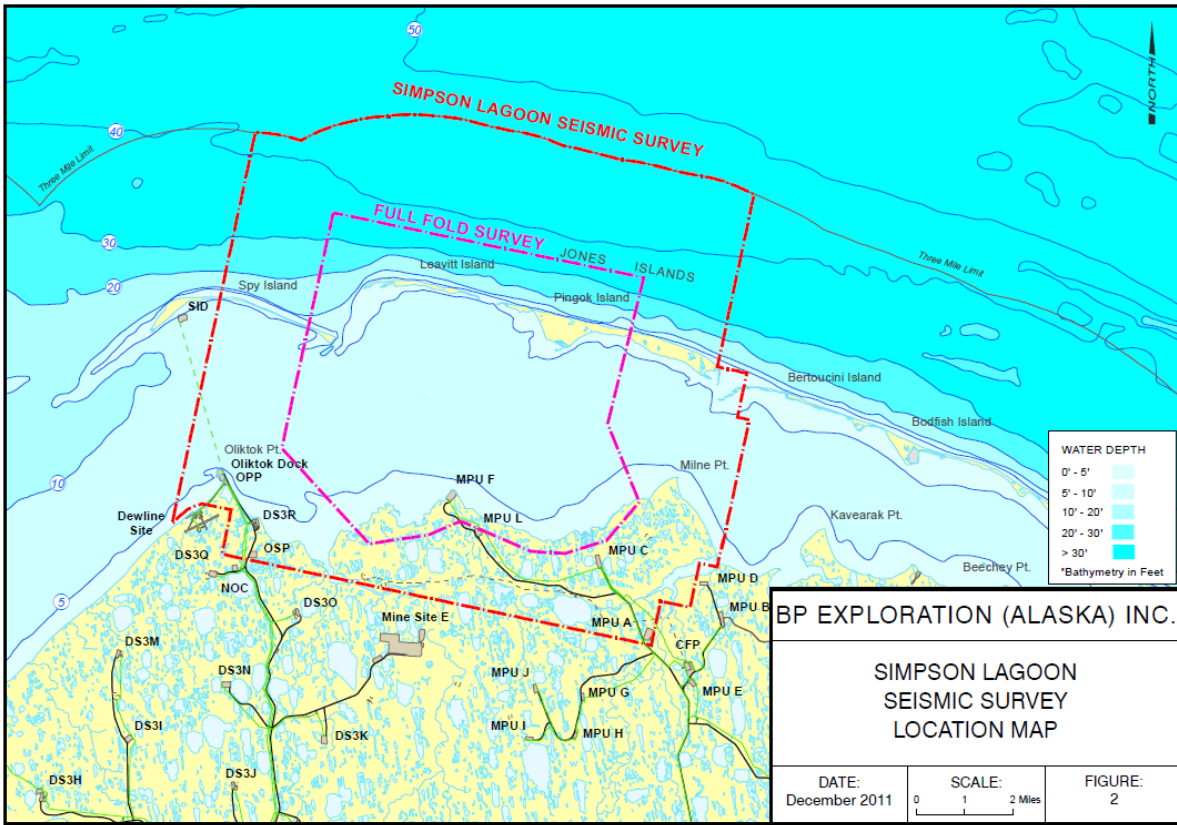 50
NORTH
SIMPSON LAGOON SEISMIC SURVEY
40
Three Mile Limit
FULL FOLD SURVEY
30
JONES ISLANDS
Leavitt Island
Three Mile Limit
20
Spy Island
Pingok Island
SID
Bertoucini Island
Bodfish Island
Oliktok Pt.
Oliktok Dock
OPP
Milne Pt.
10
MPU F
Dewline
Site
DS3R
MPU L
Kavearak Pt.
DS3Q
OSP
MPU C
Beechey Pt.
NOC
MPU D
5
DS3O
Mine Site E
MPU A
MPU B
DS3M
CFP
DS3N
MPU J
MPU G
MPU E
DS3I
MPU I
MPU H
DS3K
DS3J
DS3H
WATER DEPTH
0' - 5'
5' - 10'
10' - 20'
20' - 30'
> 30'
*Bathymetry in Feet
BP EXPLORATION (ALASKA) INC.
SIMPSON LAGOON
SEISMIC SURVEY
LOCATION MAP
DATE:
December 2011
SCALE:
0 1 2 Miles
FIGURE:
2